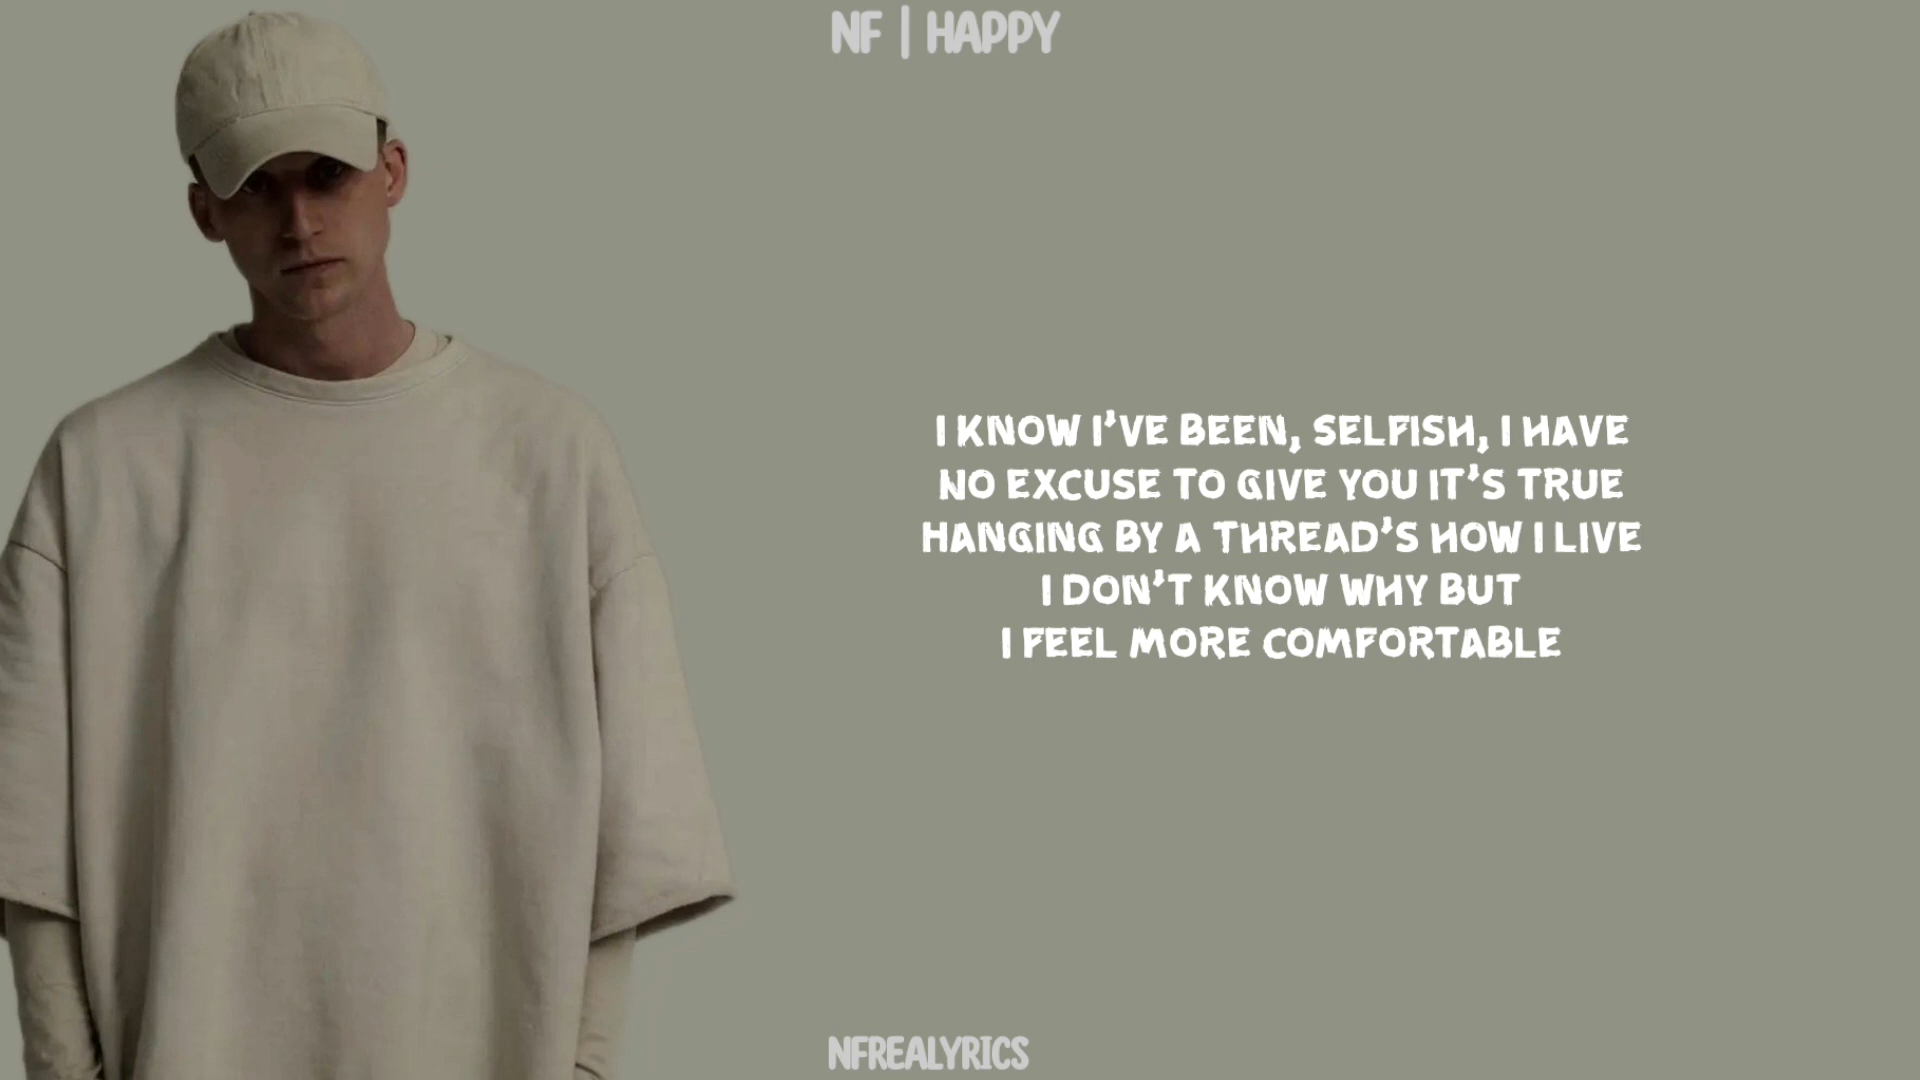 NF | HAPPY
I KNOW I'VE BEEN, SELFISH, I HAVE
NO EXCUSE TO GIVE YOU IT'S TRUE
HANGING BY A THREAD'S HOW I LIVE
I DON'T KNOW WHY BUT
I FEEL MORE COMFORTABLE
NFREALYRICS